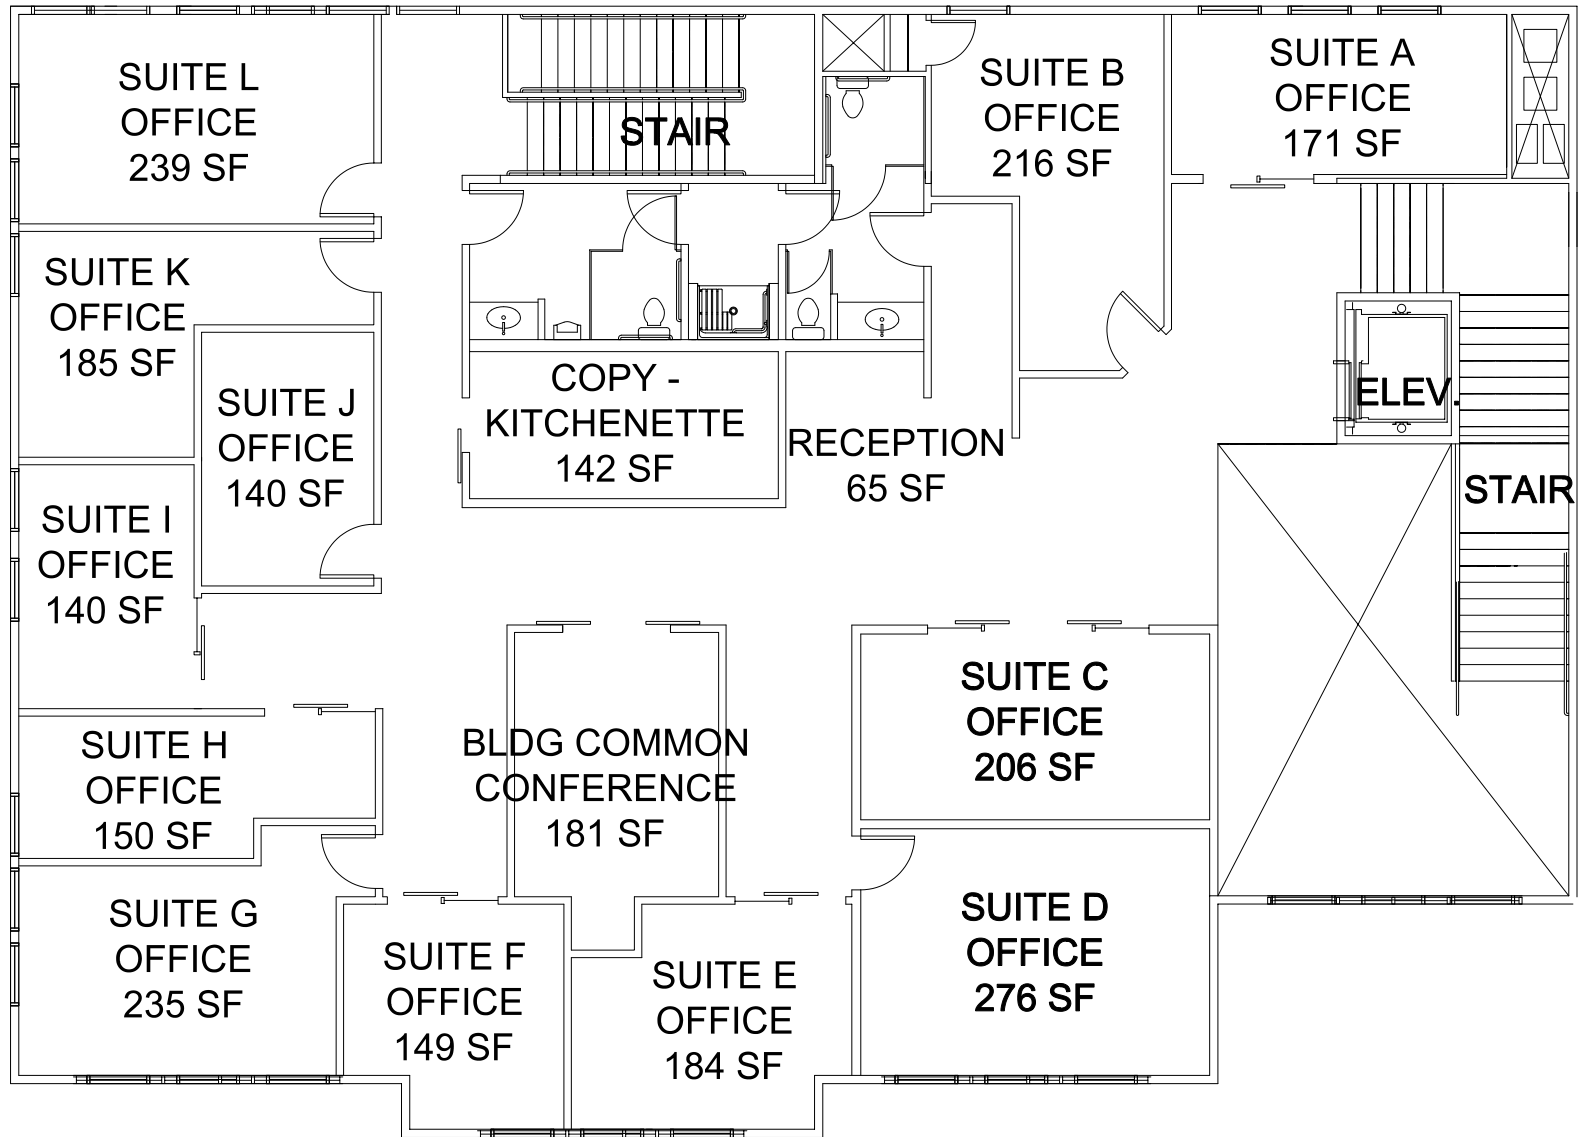 SUITE L
OFFICE
239 SF
STAIR
SUITE B
OFFICE
216 SF
SUITE A
OFFICE
171 SF
SUITE K
OFFICE
185 SF
SUITE J
OFFICE
140 SF
COPY -
KITCHENETTE
142 SF
RECEPTION
65 SF
ELEV.
STAIR
SUITE I
OFFICE
140 SF
SUITE H
OFFICE
150 SF
BLDG COMMON
CONFERENCE
181 SF
SUITE C
OFFICE
206 SF
SUITE G
OFFICE
235 SF
SUITE F
OFFICE
149 SF
SUITE E
OFFICE
184 SF
SUITE D
OFFICE
276 SF